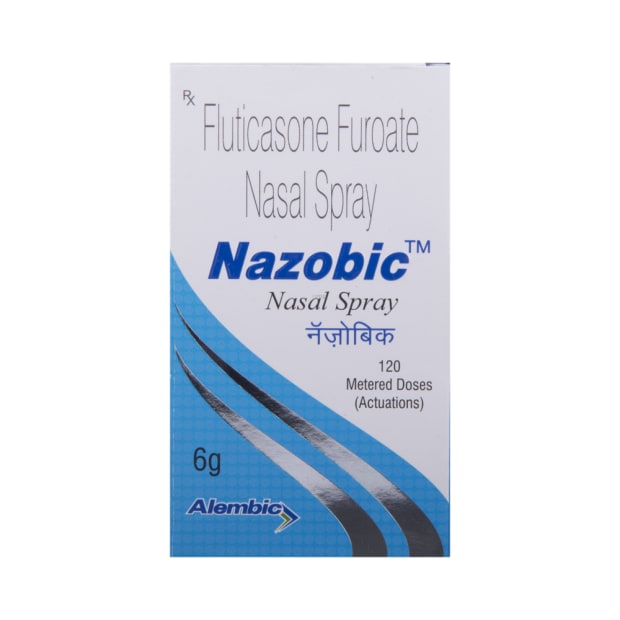 Rx
Fluticasone Furoate
Nasal Spray
Nazobic™
Nasal Spray
नॅज़ोबिक
120
Metered Doses
(Actuations)
6g
Alembic